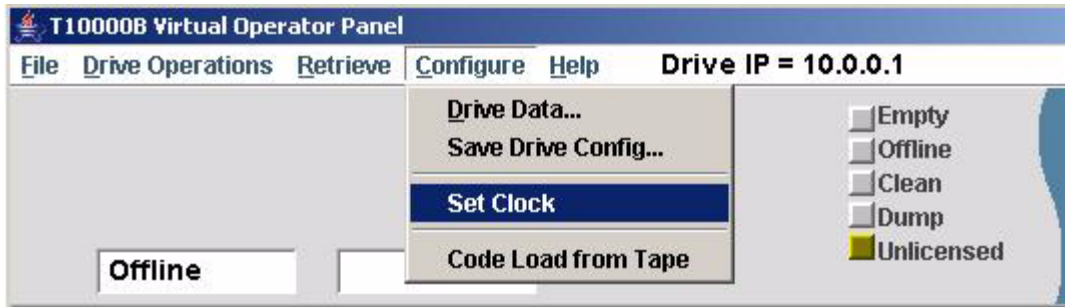 T10000B Virtual Operator Panel
File Drive Operations Retrieve Configure Help Drive IP = 10.0.0.1
Drive Data...
Save Drive Config...
Set Clock
Code Load from Tape
Empty
Offline
Clean
Dump
Unlicensed
Offline